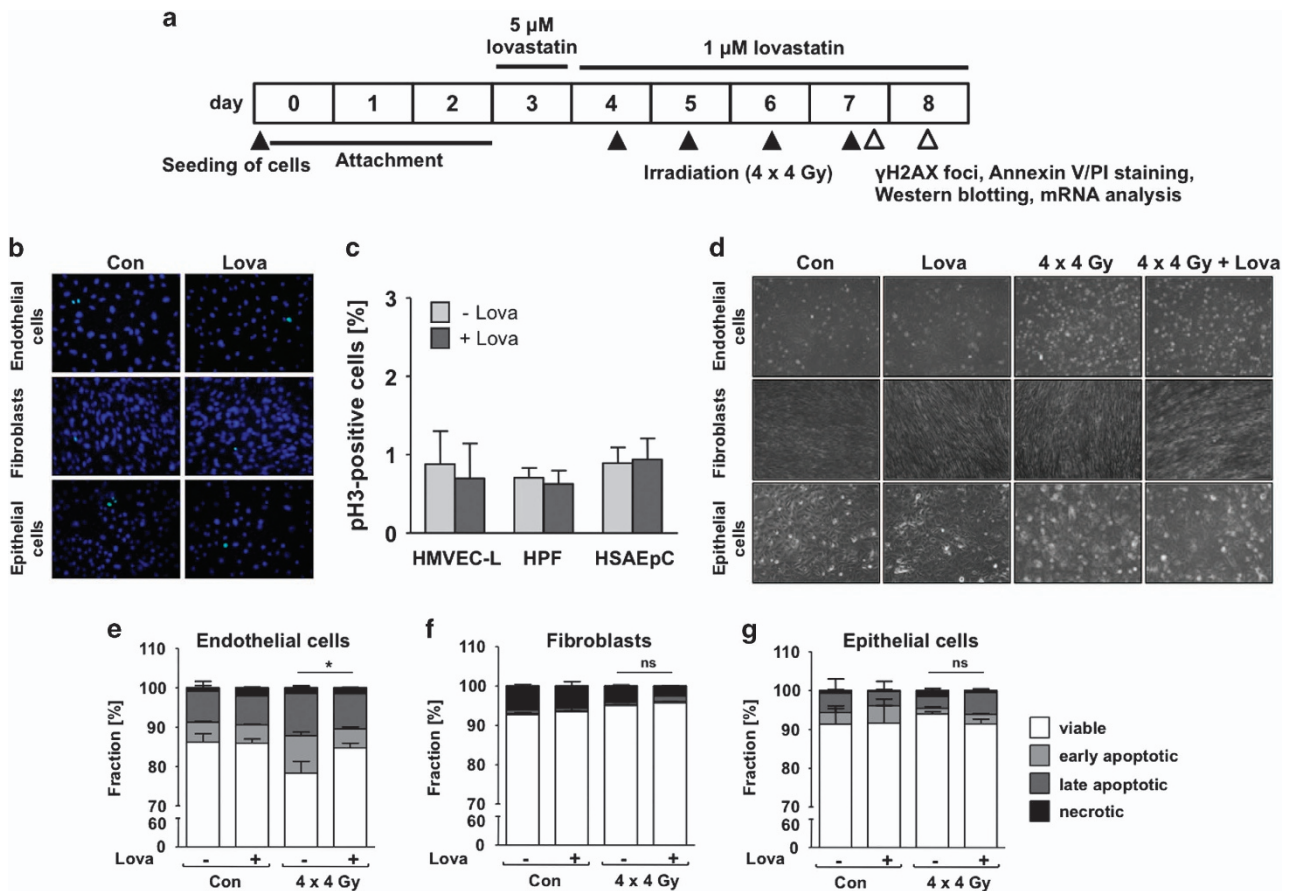 a
5 µM
lovastatin
1 µM lovastatin
day 0 1 2 3 4 5 6 7 8
Seeding of cells
Attachment
Irradiation (4 x 4 Gy)
γH2AX foci, Annexin V/PI staining,
Western blotting, mRNA analysis
b
Con Lova
Endothelial
cells
Fibroblasts
Epithelial
cells
c
pH3-positive cells [%]
3
2
1
0
- Lova
+ Lova
HMVEC-L HPF HSAEpC
d
Con Lova 4 x 4 Gy 4 x 4 Gy + Lova
Endothelial
cells
Fibroblasts
Epithelial
cells
e
Endothelial cells
Fraction [%]
110
100
90
80
70
60
0
*
Lova - + - +
Con 4 x 4 Gy
f
Fibroblasts
Fraction [%]
110
100
90
80
70
60
0
ns
- + - +
Con 4 x 4 Gy
g
Epithelial cells
Fraction [%]
110
100
90
80
70
60
0
ns
Lova - + - +
Con 4 x 4 Gy
viable
early apoptotic
late apoptotic
necrotic